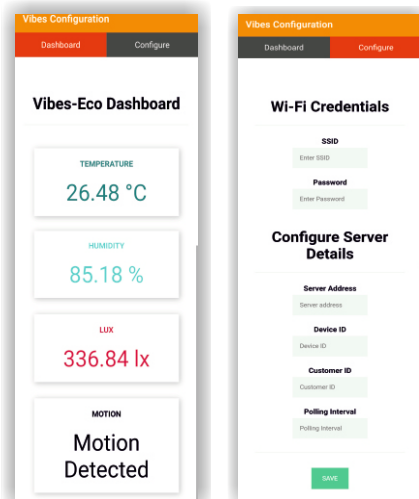 Vibes Configuration
Dashboard
Configure
Vibes-Eco Dashboard
TEMPERATURE
26.48 °C
HUMIDITY
85.18 %
LUX
336.84 lx
MOTION
Motion
Detected
Vibes Configuration
Dashboard
Configure
Wi-Fi Credentials
SSID
Enter SSID
Password
Enter Password
Configure Server
Details
Server Address
Server address
Device ID
Device ID
Customer ID
Customer ID
Polling Interval
Polling Interval
SAVE